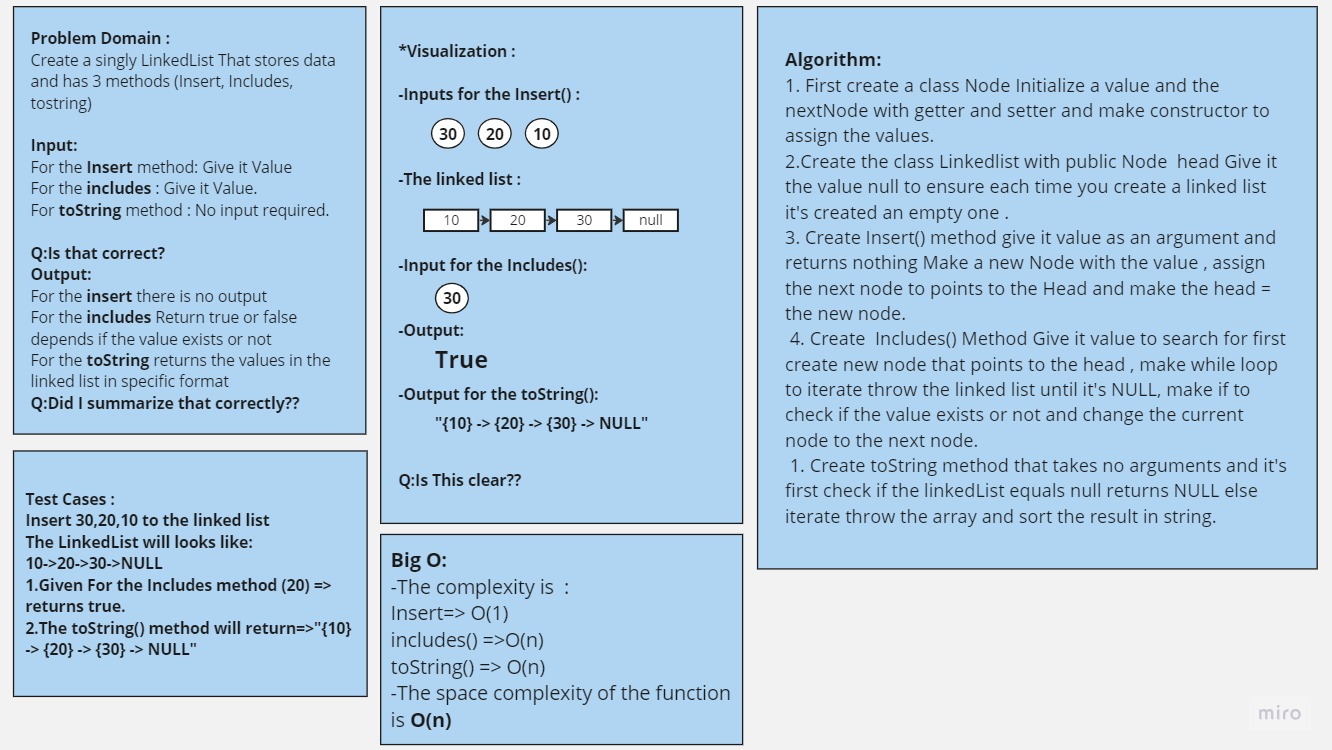 Problem Domain :
Create a singly LinkedList That stores data
and has 3 methods (Insert, Includes,
tostring)
Input:
For the Insert method: Give it Value
For the includes : Give it Value.
For toString method : No input required.
Q:Is that correct?
Output:
For the insert there is no output
For the includes Return true or false
depends if the value exists or not
For the toString returns the values in the
linked list in specific format
Q:Did I summarize that correctly??
Test Cases :
Insert 30,20,10 to the linked list
The LinkedList will looks like:
10->20->30->NULL
1.Given For the Includes method (20) =>
returns true.
2.The toString() method will return=>"{10}
-> {20} -> {30} -> NULL"
*Visualization :
-Inputs for the Insert() :
30 20 10
-The linked list :
10 20 30 null
-Input for the Includes():
30
-Output:
True
-Output for the toString():
"{10} -> {20} -> {30} -> NULL"
Q:Is This clear??
Big O:
-The complexity is :
Insert=> O(1)
includes() =>O(n)
toString() => O(n)
-The space complexity of the function
is O(n)
Algorithm:
1. First create a class Node Initialize a value and the
nextNode with getter and setter and make constructor to
assign the values.
2.Create the class Linkedlist with public Node head Give it
the value null to ensure each time you create a linked list
it's created an empty one .
3. Create Insert() method give it value as an argument and
returns nothing Make a new Node with the value , assign
the next node to points to the Head and make the head =
the new node.
4. Create Includes() Method Give it value to search for first
create new node that points to the head , make while loop
to iterate throw the linked list until it's NULL, make if to
check if the value exists or not and change the current
node to the next node.
1. Create toString method that takes no arguments and it's
first check if the linkedList equals null returns NULL else
iterate throw the array and sort the result in string.
miro